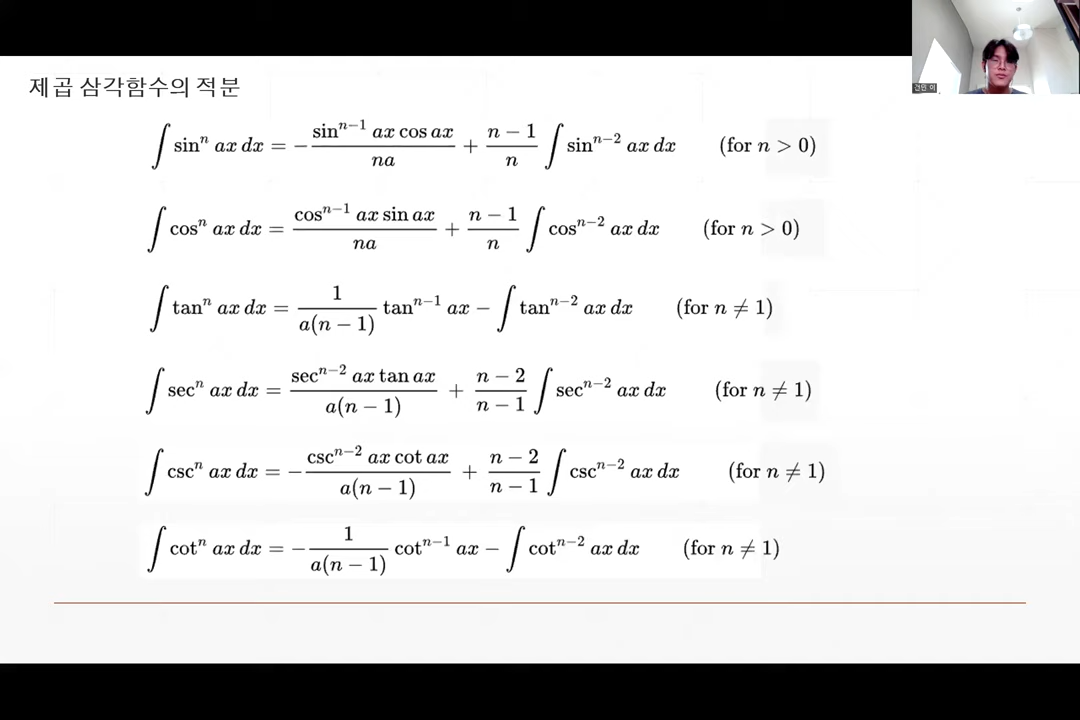 제곱 삼각함수의 적분
∫ sinⁿ ax dx = − (sinⁿ⁻¹ ax cos ax)/(na) + (n − 1)/n ∫ sinⁿ⁻² ax dx (for n > 0)
∫ cosⁿ ax dx = (cosⁿ⁻¹ ax sin ax)/(na) + (n − 1)/n ∫ cosⁿ⁻² ax dx (for n > 0)
∫ tanⁿ ax dx = 1/(a(n − 1)) tanⁿ⁻¹ ax − ∫ tanⁿ⁻² ax dx (for n ≠ 1)
∫ secⁿ ax dx = (secⁿ⁻² ax tan ax)/(a(n − 1)) + (n − 2)/(n − 1) ∫ secⁿ⁻² ax dx (for n ≠ 1)
∫ cscⁿ ax dx = − (cscⁿ⁻² ax cot ax)/(a(n − 1)) + (n − 2)/(n − 1) ∫ cscⁿ⁻² ax dx (for n ≠ 1)
∫ cotⁿ ax dx = − 1/(a(n − 1)) cotⁿ⁻¹ ax − ∫ cotⁿ⁻² ax dx (for n ≠ 1)